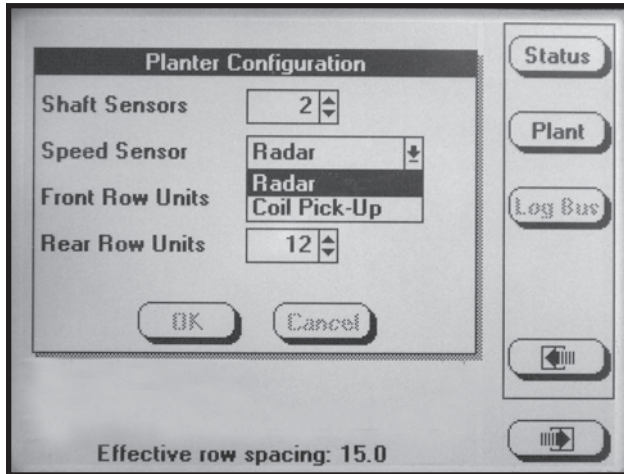 Planter Configuration
Shaft Sensors 2
Speed Sensor Radar
Radar
Front Row Units
Coil Pick-Up
Rear Row Units 12
OK Cancel
Effective row spacing: 15.0
Status
Plant
Log Bus